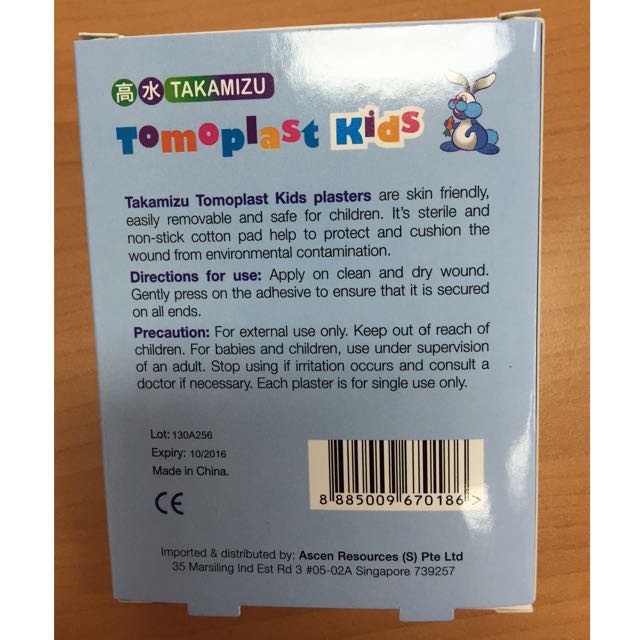 高水 TAKAMIZU
Tomoplast Kids
Takamizu Tomoplast Kids plasters are skin friendly,
easily removable and safe for children. It's sterile and
non-stick cotton pad help to protect and cushion the
wound from environmental contamination.
Directions for use: Apply on clean and dry wound.
Gently press on the adhesive to ensure that it is secured
on all ends.
Precaution: For external use only. Keep out of reach of
children. For babies and children, use under supervision
of an adult. Stop using if irritation occurs and consult a
doctor if necessary. Each plaster is for single use only.
Lot: 130A256
Expiry: 10/2016
Made in China.
CE
8 885009 670186 >
Imported & distributed by: Ascen Resources (S) Pte Ltd
35 Marsiling Ind Est Rd 3 #05-02A Singapore 739257